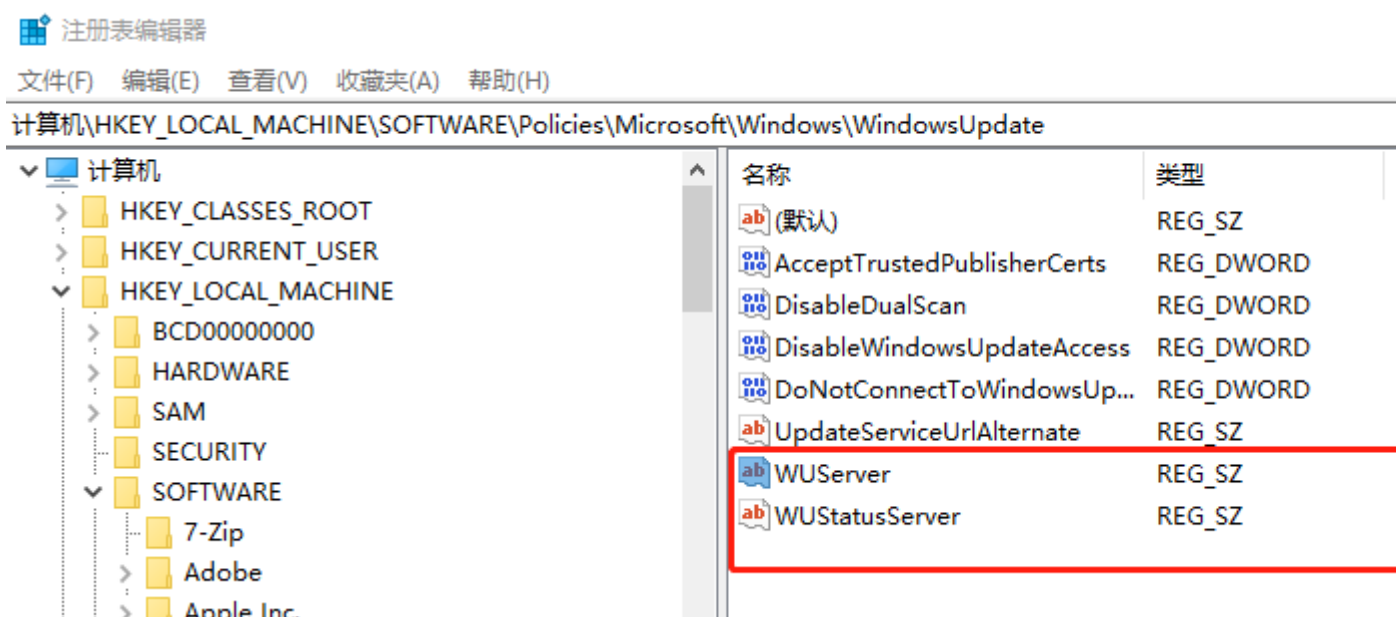 注册表编辑器
文件(F) 编辑(E) 查看(V) 收藏夹(A) 帮助(H)
计算机\HKEY_LOCAL_MACHINE\SOFTWARE\Policies\Microsoft\Windows\WindowsUpdate
计算机
HKEY_CLASSES_ROOT
HKEY_CURRENT_USER
HKEY_LOCAL_MACHINE
BCD00000000
HARDWARE
SAM
SECURITY
SOFTWARE
7-Zip
Adobe
Apple Inc.
名称 类型
(默认) REG_SZ
AcceptTrustedPublisherCerts REG_DWORD
DisableDualScan REG_DWORD
DisableWindowsUpdateAccess REG_DWORD
DoNotConnectToWindowsUp... REG_DWORD
UpdateServiceUrlAlternate REG_SZ
WUServer REG_SZ
WUStatusServer REG_SZ